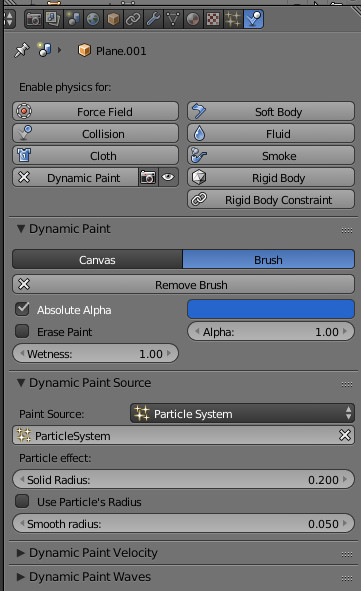 Plane.001
Enable physics for:
Force Field Soft Body
Collision Fluid
Cloth Smoke
Dynamic Paint Rigid Body
Rigid Body Constraint
Dynamic Paint
Canvas Brush
Remove Brush
Absolute Alpha
Erase Paint Alpha: 1.00
Wetness: 1.00
Dynamic Paint Source
Paint Source: Particle System
ParticleSystem
Particle effect:
Solid Radius: 0.200
Use Particle's Radius
Smooth radius: 0.050
Dynamic Paint Velocity
Dynamic Paint Waves